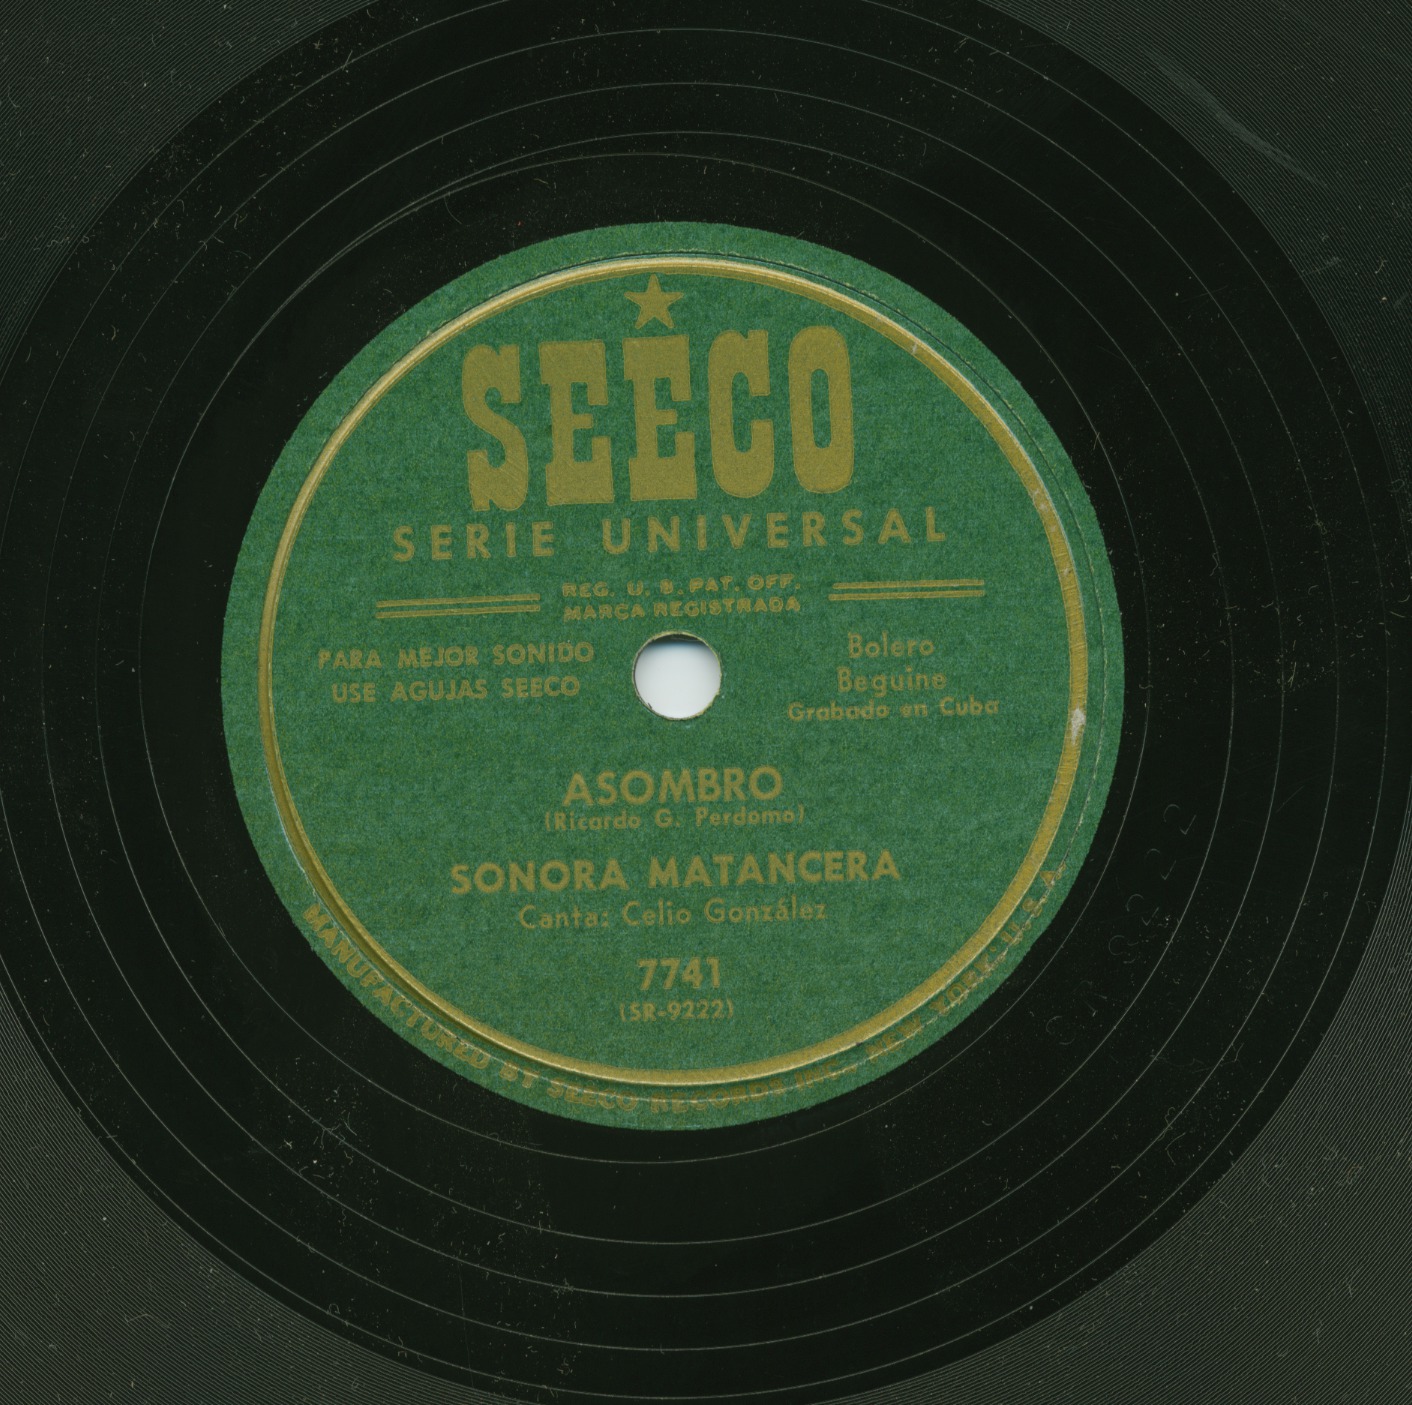 SEECO
SERIE UNIVERSAL
REG. U. S. PAT. OFF.
MARCA REGISTRADA
PARA MEJOR SONIDO
USE AGUJAS SEECO
Bolero
Beguine
Grabado en Cuba
ASOMBRO
(Ricardo G. Perdomo)
SONORA MATANCERA
Canta: Celio González
7741
(SR-9222)
MANUFACTURED BY SEECO RECORDS INC., NEW YORK, U.S.A.